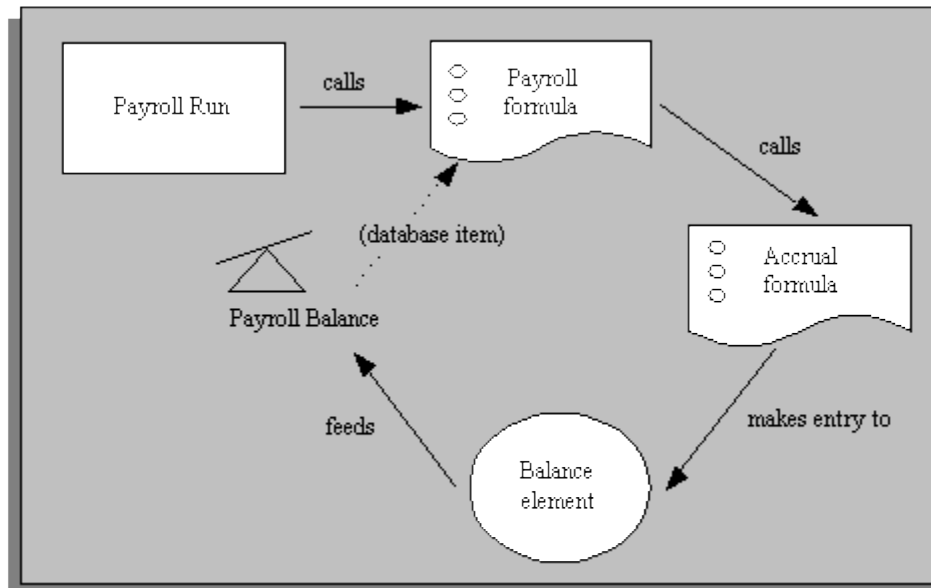 Payroll Run
calls
Payroll
formula
calls
(database item)
Accrual
formula
Payroll Balance
feeds
makes entry to
Balance
element